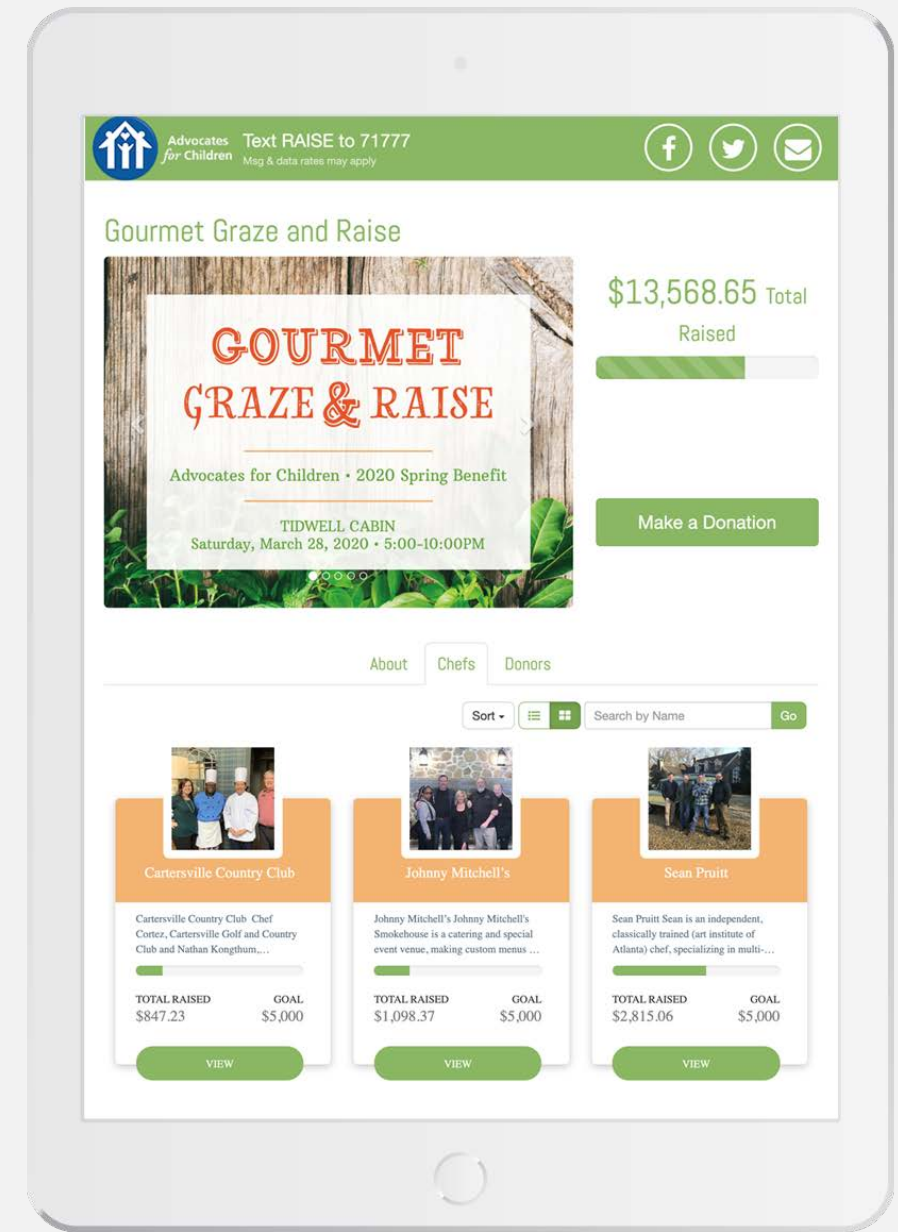 Advocates
for Children
Text RAISE to 71777
Msg & data rates may apply
Gourmet Graze and Raise
GOURMET
GRAZE & RAISE
Advocates for Children • 2020 Spring Benefit
TIDWELL CABIN
Saturday, March 28, 2020 • 5:00-10:00PM
$13,568.65 Total
Raised
Make a Donation
About Chefs Donors
Sort Search by Name Go
Cartersville Country Club
Cartersville Country Club Chef
Cortez, Cartersville Golf and Country
Club and Nathan Kongthum,...
TOTAL RAISED GOAL
$847.23 $5,000
VIEW
Johnny Mitchell's
Johnny Mitchell's Johnny Mitchell's
Smokehouse is a catering and special
event venue, making custom menus ...
TOTAL RAISED GOAL
$1,098.37 $5,000
VIEW
Sean Pruitt
Sean Pruitt Sean is an independent,
classically trained (art institute of
Atlanta) chef, specializing in multi-...
TOTAL RAISED GOAL
$2,815.06 $5,000
VIEW